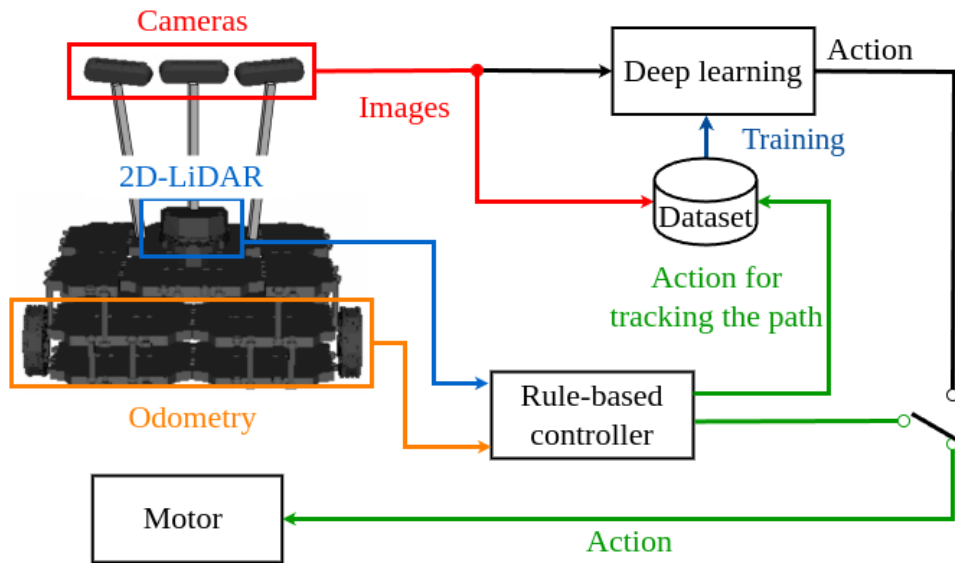 Cameras
Images
Deep learning
Action
Training
2D-LiDAR
Dataset
Action for
tracking the path
Rule-based
controller
Odometry
Motor
Action